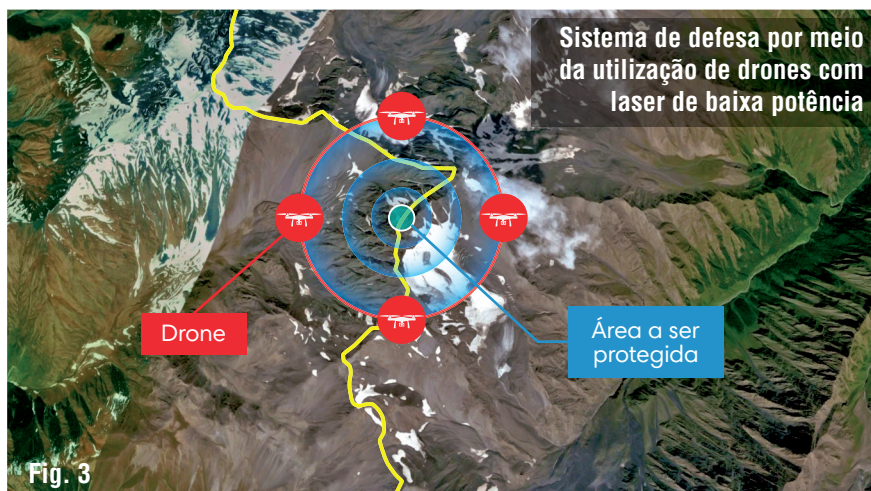 Sistema de defesa por meio
da utilização de drones com
laser de baixa potência
Drone
Área a ser
protegida
Fig. 3